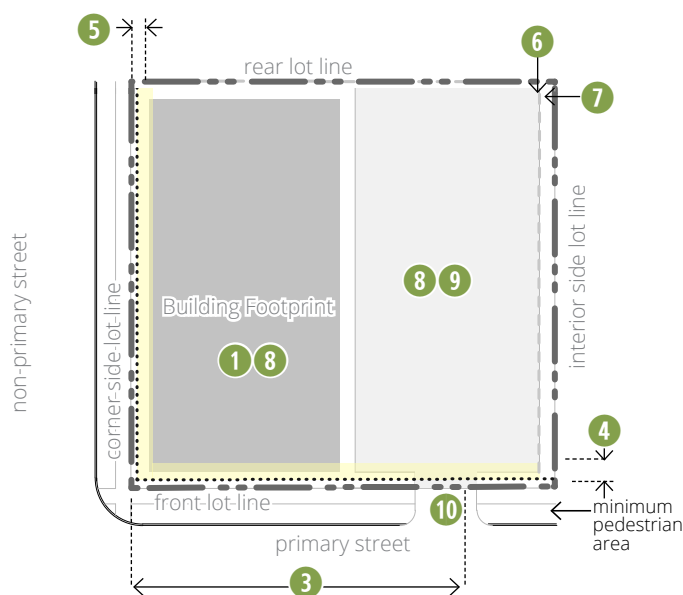 5
6
rear lot line
7
non-primary street
corner side lot line
interior side lot line
8 9
Building Footprint
1 8
4
front lot line
10
minimum
pedestrian
area
primary street
3